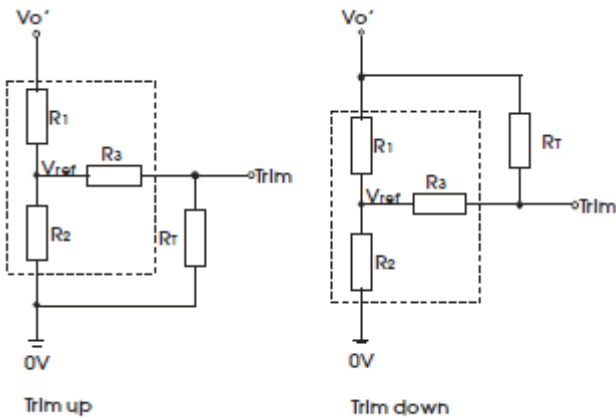 Vo'
R1
Vref
R3
Trim
R2
RT
0V
Trim up
Vo'
R1
RT
Vref
R3
Trim
R2
0V
Trim down